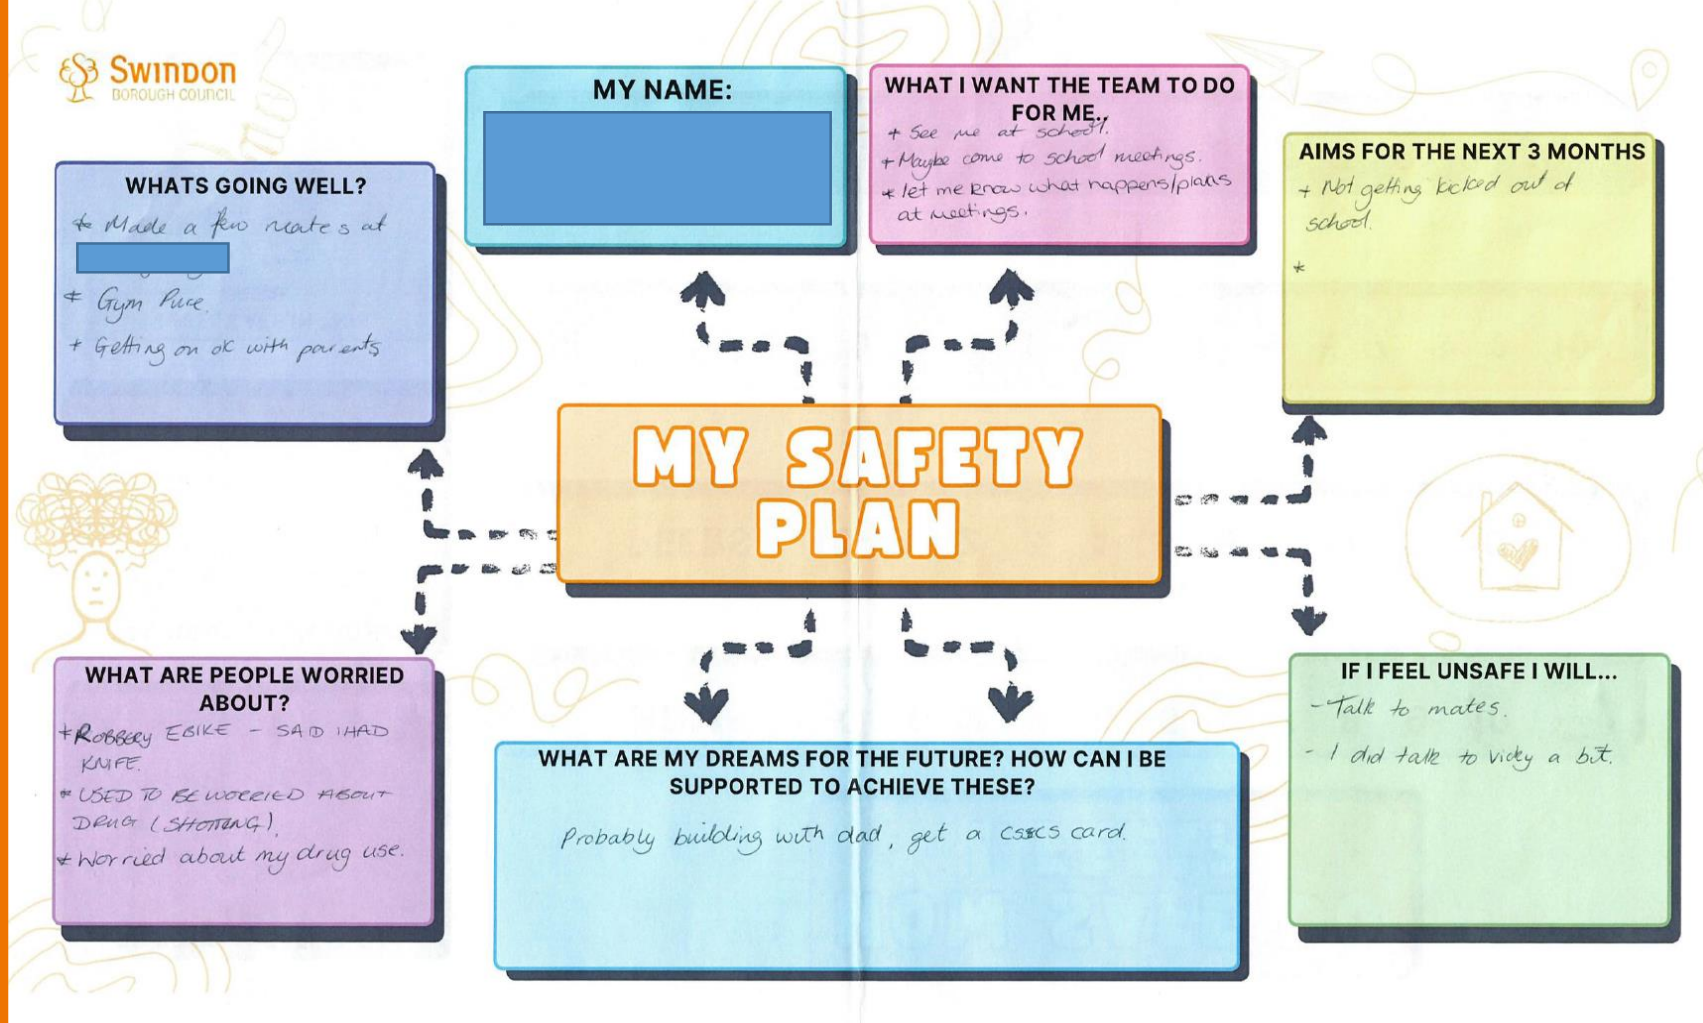 Swindon
BOROUGH COUNCIL
MY NAME:
WHAT I WANT THE TEAM TO DO
FOR ME..
+ See me at school.
+ Maybe come to school meetings.
* let me know what happens/plans
at meetings.
AIMS FOR THE NEXT 3 MONTHS
+ Not getting kicked out of
school.
*
WHATS GOING WELL?
* Made a few mates at
* Gym
+ Getting on ok with parents
MY SAFETY
PLAN
WHAT ARE PEOPLE WORRIED
ABOUT?
* ROBBERY EBIKE - SAID I HAD
KNIFE.
* USED TO BE WORRIED ABOUT
DRUG (SHOTTING).
* Worried about my drug use.
WHAT ARE MY DREAMS FOR THE FUTURE? HOW CAN I BE
SUPPORTED TO ACHIEVE THESE?
Probably building with dad, get a card.
IF I FEEL UNSAFE I WILL...
- Talk to mates.
- I did talk to Vicky a bit.